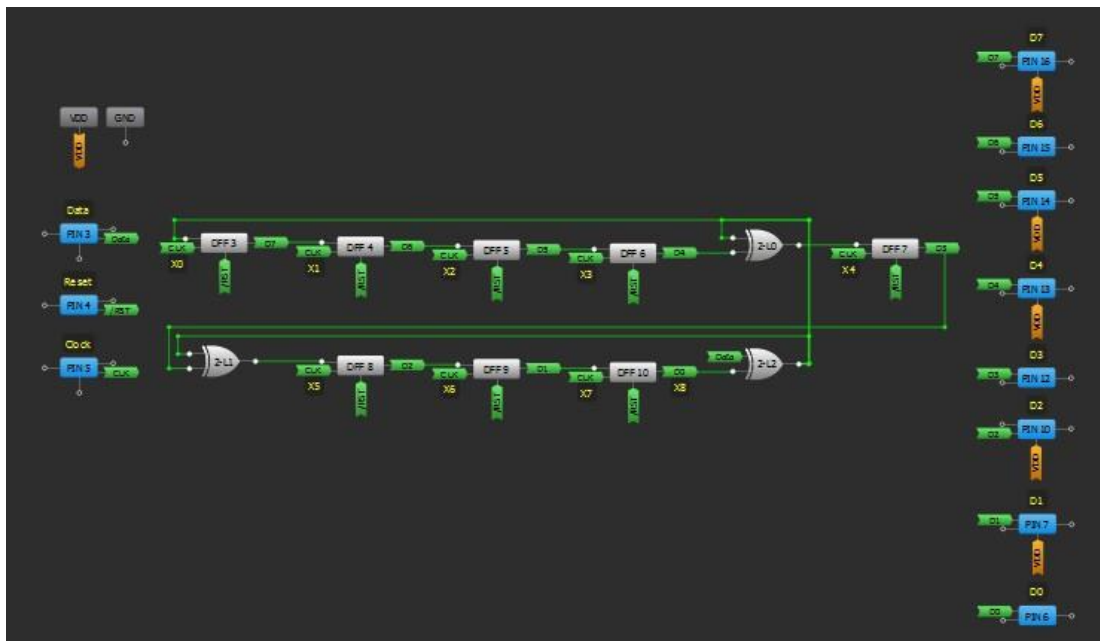 D7
D7 PIN 16
VDD
VDD GND
VDD
D6
D6 PIN 15
D5
D5 PIN 14
VDD
Data
PIN 3 Data
CLK DFF 3 D7 CLK DFF 4 D6 CLK DFF 5 D5 CLK DFF 6 D4 2-L0 CLK DFF 7 D3
X0 X1 X2 X3 X4
/RST /RST /RST /RST /RST
D4
D4 PIN 13
VDD
Reset
PIN 4 /RST
Clock
PIN 5 CLK
2-L1 CLK DFF 8 D2 CLK DFF 9 D1 CLK DFF 10 D0 Data 2-L2
X5 X6 X7 X8
/RST /RST /RST
D3
D3 PIN 12
D2
D2 PIN 10
VDD
D1
D1 PIN 7
VDD
D0
D0 PIN 6